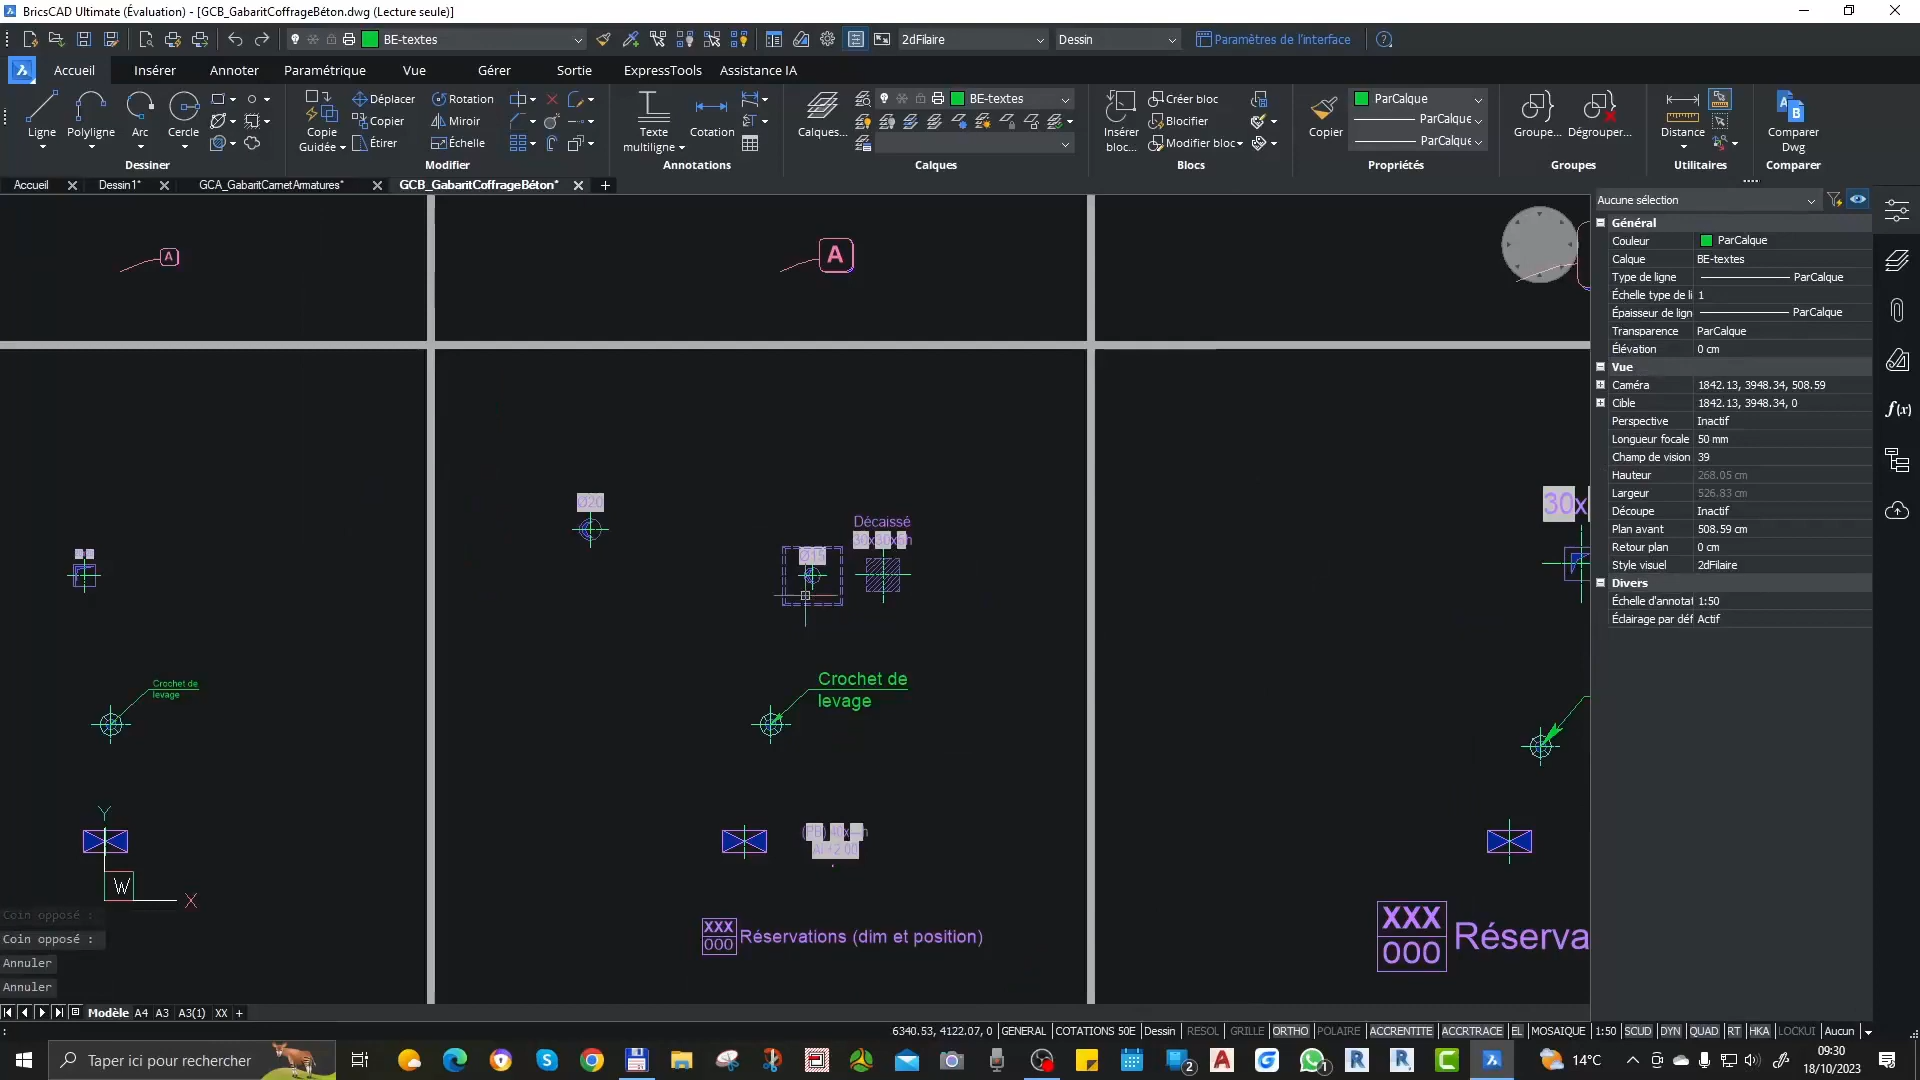 BricsCAD Ultimate (Évaluation) - [GCB_GabaritCoffrageBéton.dwg (Lecture seule)]
BE-textes
2dFilaire
Dessin
Paramètres de l'interface
Accueil
Insérer
Annoter
Paramétrique
Vue
Gérer
Sortie
ExpressTools
Assistance IA
Ligne
Polyligne
Arc
Cercle
Dessiner
Copie
Guidée
Déplacer
Copier
Étirer
Rotation
Miroir
Échelle
Modifier
Texte
multiligne
Cotation
Annotations
Calques...
BE-textes
Calques
Insérer
bloc...
Créer bloc
Blocifier
Modifier bloc
Blocs
Copier
ParCalque
ParCalque
ParCalque
Propriétés
Groupe...
Dégrouper...
Groupes
Distance
Utilitaires
Comparer
Dwg
Comparer
Accueil
Dessin1*
GCA_GabaritCarnetArmatures*
GCB_GabaritCoffrageBéton*
Aucune sélection
Général
Couleur ParCalque
Calque BE-textes
Type de ligne ParCalque
Échelle type de li 1
Épaisseur de lign ParCalque
Transparence ParCalque
Élévation 0 cm
Vue
Caméra 1842.13, 3948.34, 508.59
Cible 1842.13, 3948.34, 0
Perspective Inactif
Longueur focale 50 mm
Champ de vision 39
Hauteur 268.05 cm
Largeur 526.83 cm
Découpe Inactif
Plan avant 508.59 cm
Retour plan 0 cm
Style visuel 2dFilaire
Divers
Échelle d'annotat 1:50
Éclairage par déf Actif
f(x)
A
A
Ø20
Décaissé
Ø15
30x
Crochet de
levage
Crochet de
levage
Y
W
X
XXX
000
Réservations (dim et position)
XXX
000
Réserva
Coin opposé :
Coin opposé :
Annuler
Annuler
Modèle A4 A3 A3(1) XX +
:
6340.53, 4122.07, 0 GENERAL COTATIONS 50E Dessin RESOL GRILLE ORTHO POLAIRE ACCRENTITE ACCRTRACE EL MOSAIQUE 1:50 SCUD DYN QUAD RT HKA LOCKUI Aucun
Taper ici pour rechercher
14°C
09:30
18/10/2023